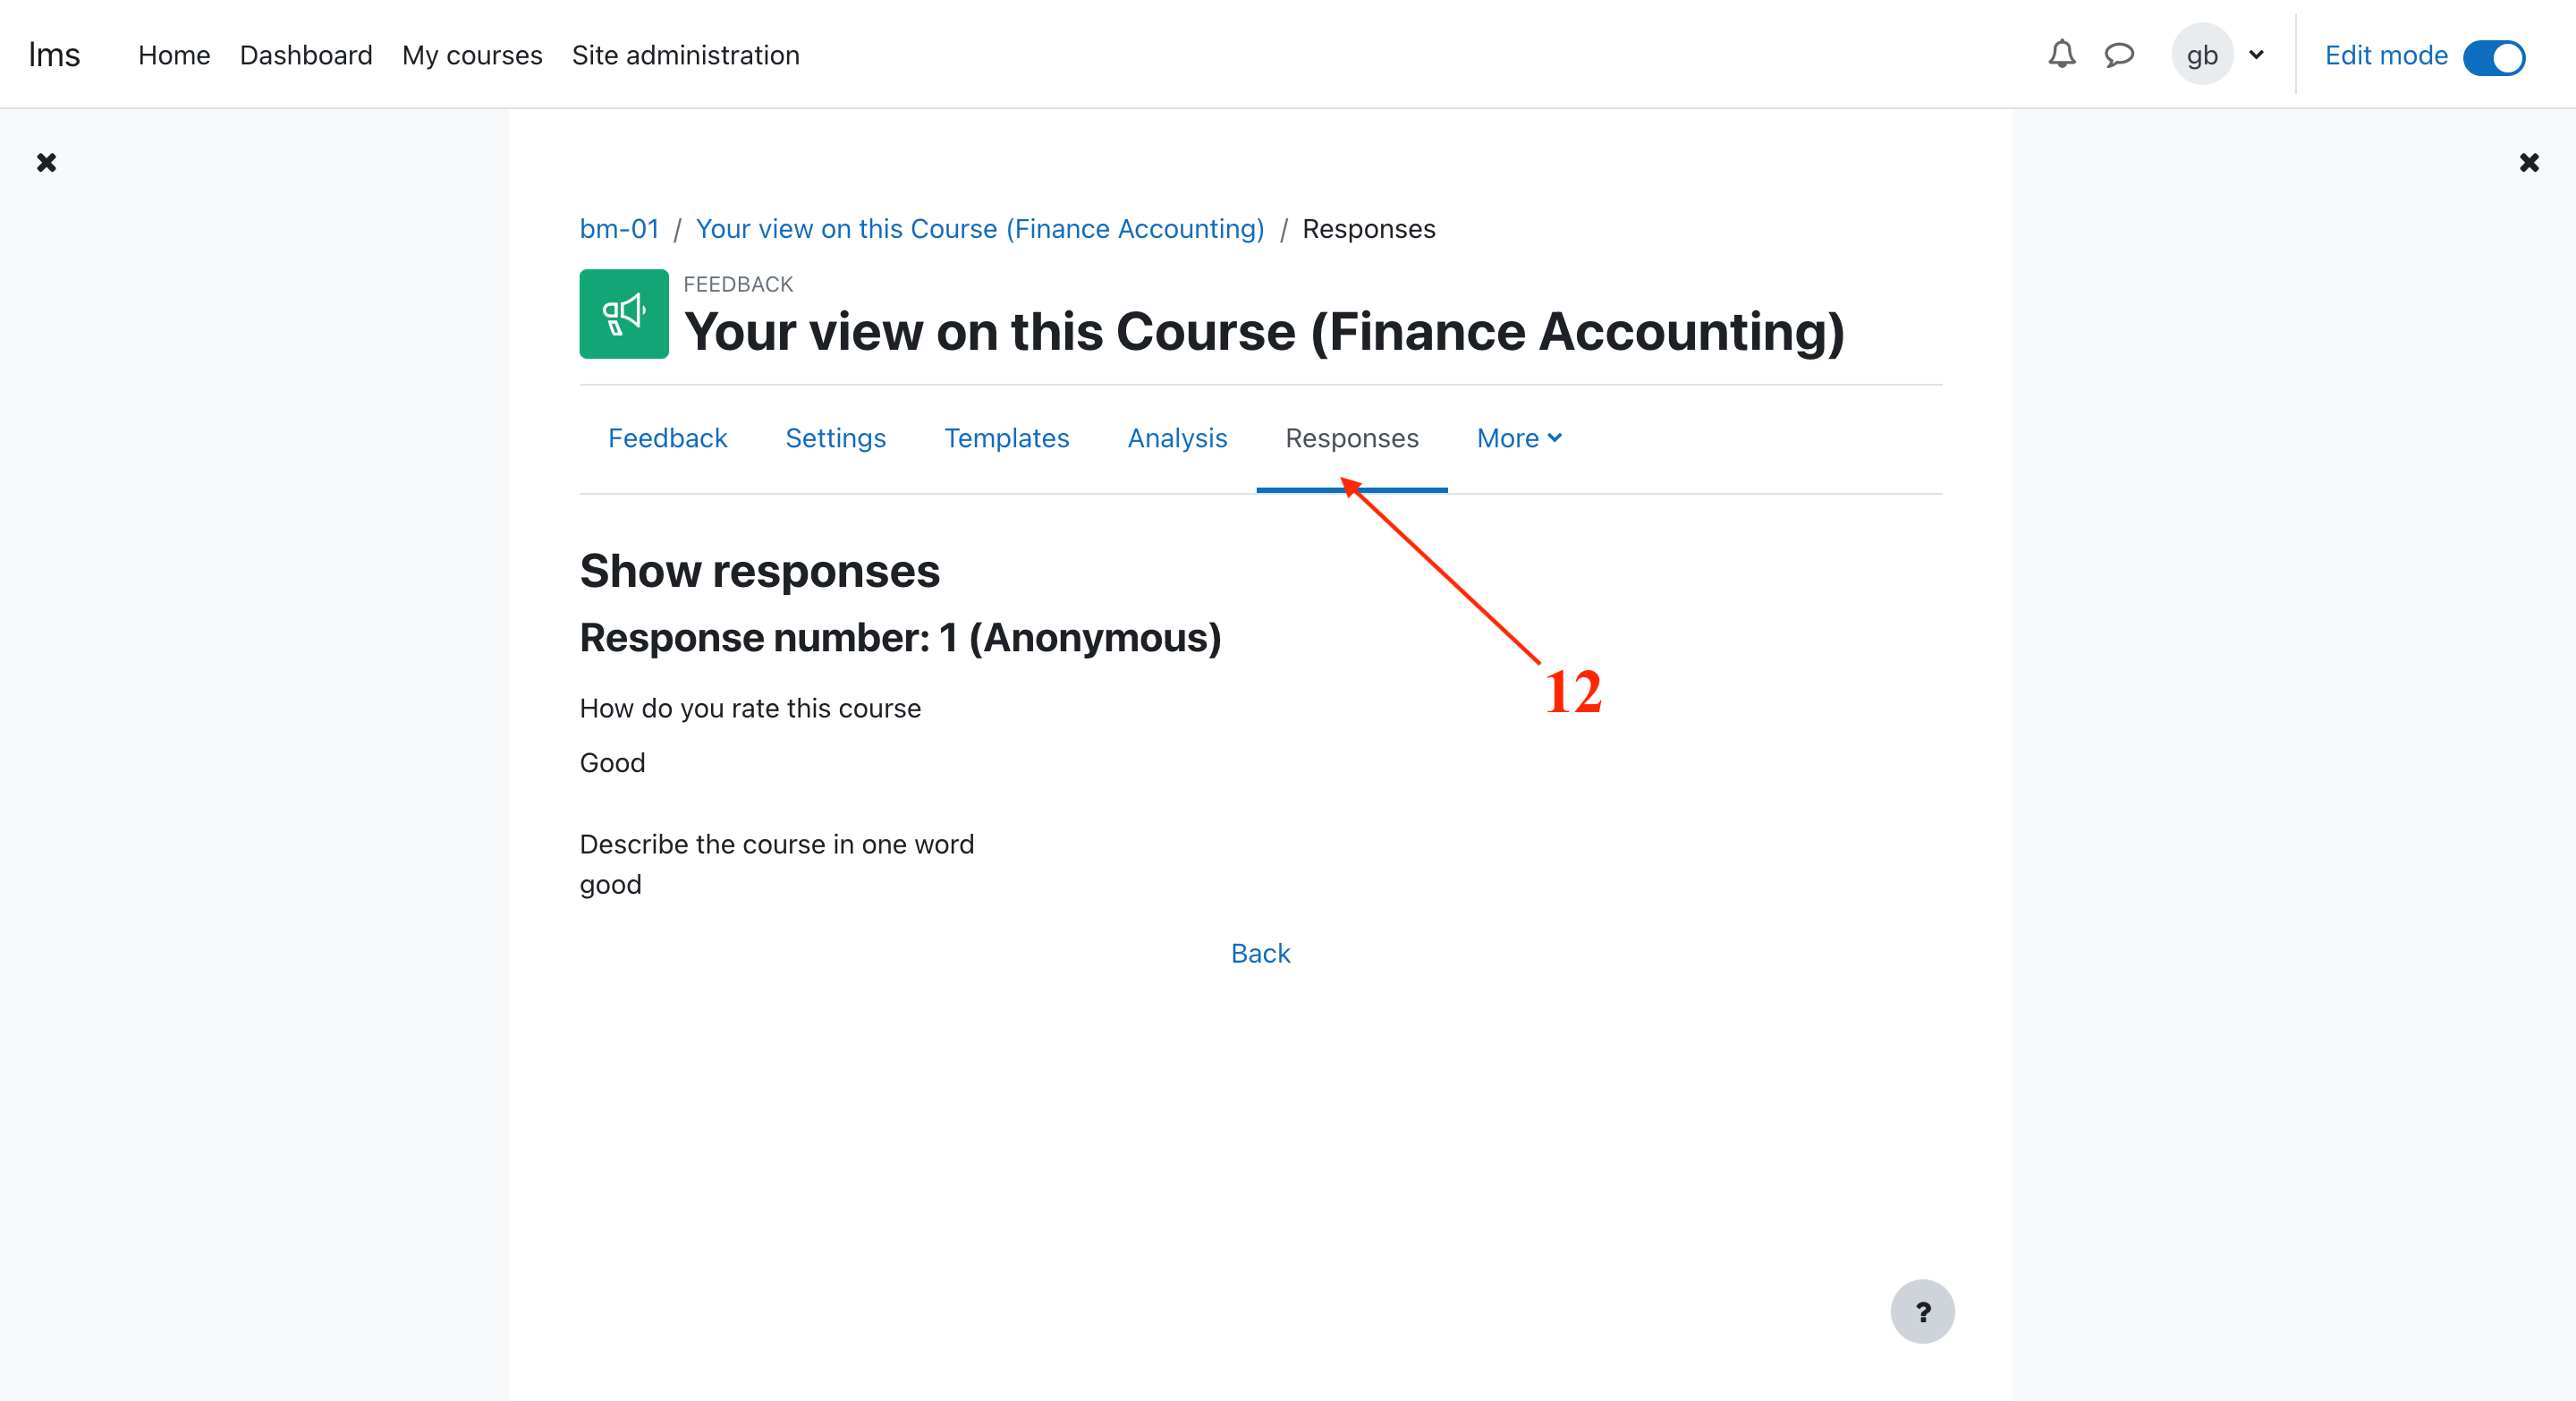 lms Home Dashboard My courses Site administration gb Edit mode
bm-01 / Your view on this Course (Finance Accounting) / Responses
FEEDBACK
Your view on this Course (Finance Accounting)
Feedback Settings Templates Analysis Responses More
Show responses
Response number: 1 (Anonymous)
12
How do you rate this course
Good
Describe the course in one word
good
Back
?